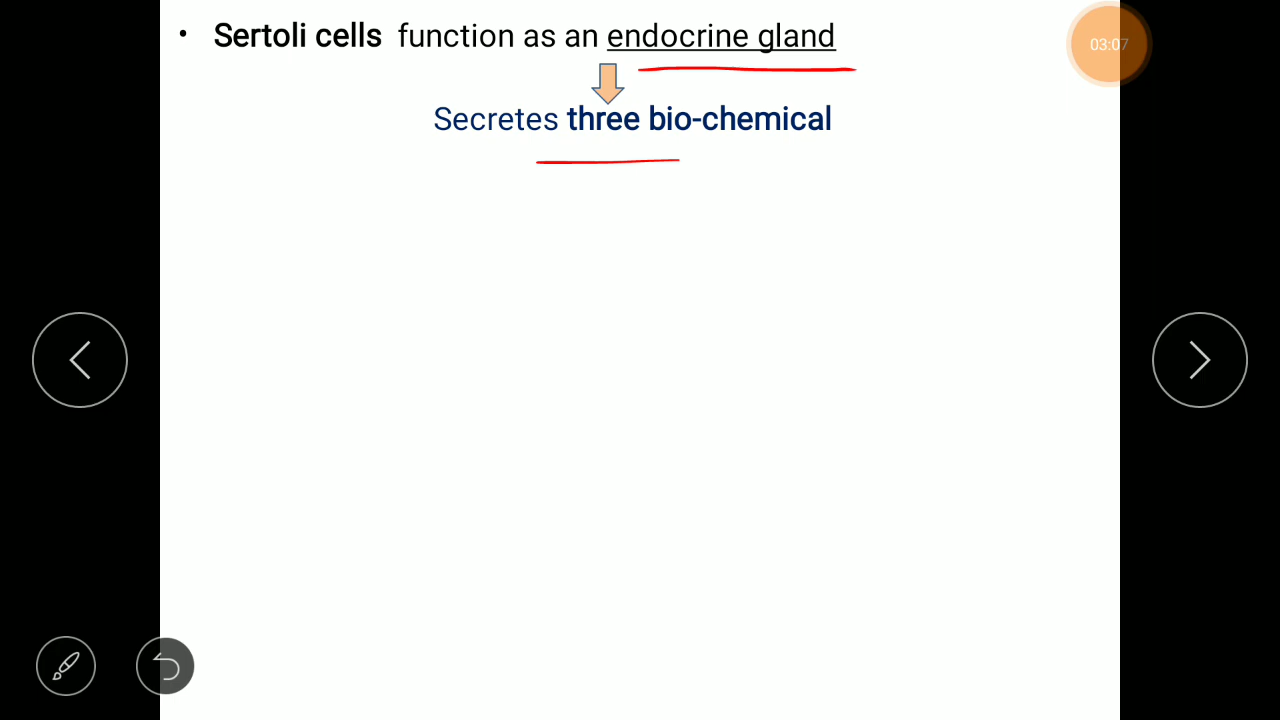 • Sertoli cells function as an endocrine gland
03:07
Secretes three bio-chemical